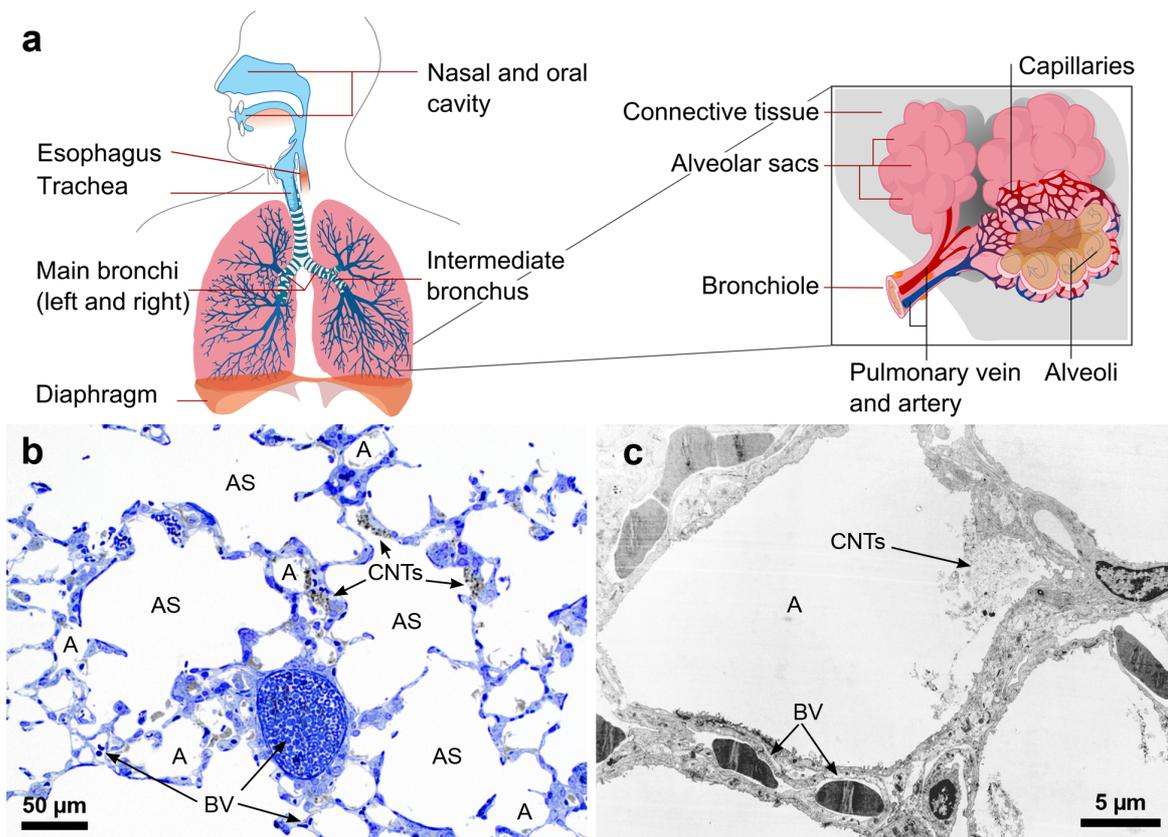 a
Nasal and oral
cavity
Esophagus
Trachea
Main bronchi
(left and right)
Intermediate
bronchus
Diaphragm
Capillaries
Connective tissue
Alveolar sacs
Bronchiole
Pulmonary vein
and artery
Alveoli
b
A
AS
A
CNTs
AS
AS
A
A
AS
BV
A
50 µm
c
CNTs
A
BV
5 µm